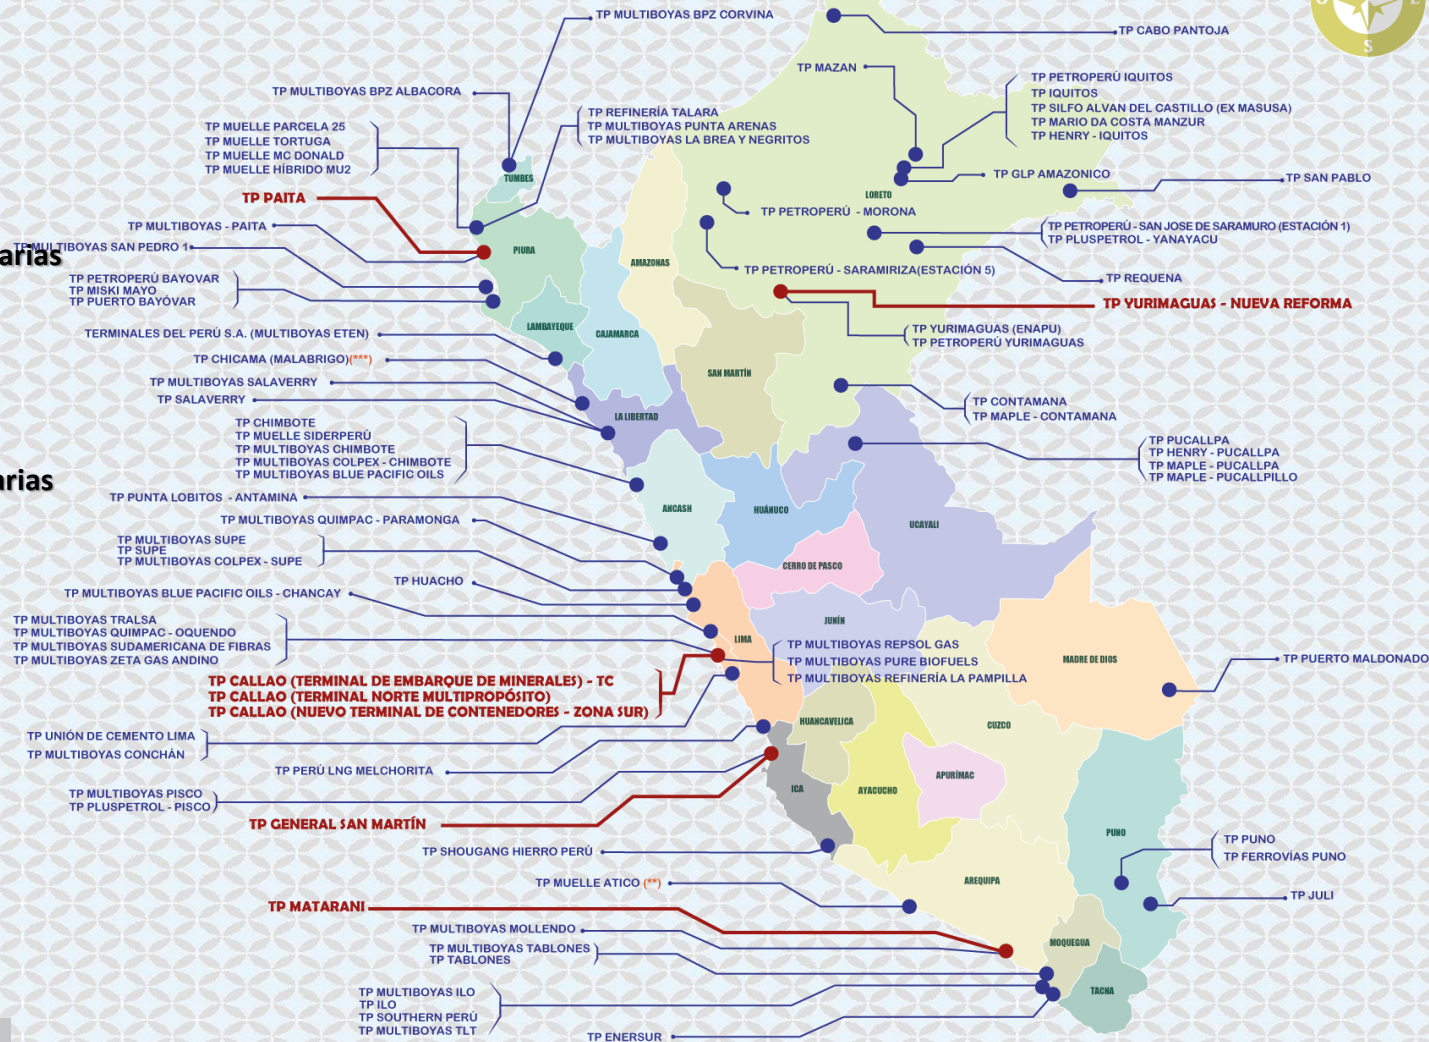 TP MULTIBOYAS BPZ CORVINA
TP CABO PANTOJA
O
E
S
TP MAZAN
TP PETROPERÚ IQUITOS
TP IQUITOS
TP SILFO ALVAN DEL CASTILLO (EX MASUSA)
TP MARIO DA COSTA MANZUR
TP HENRY - IQUITOS
TP MULTIBOYAS BPZ ALBACORA
TP REFINERÍA TALARA
TP MULTIBOYAS PUNTA ARENAS
TP MULTIBOYAS LA BREA Y NEGRITOS
TP MUELLE PARCELA 25
TP MUELLE TORTUGA
TP MUELLE MC DONALD
TP MUELLE HÍBRIDO MU2
TUMBES
TP GLP AMAZONICO
TP SAN PABLO
LORETO
TP PAITA
TP PETROPERÚ - MORONA
TP MULTIBOYAS - PAITA
TP PETROPERÚ - SAN JOSE DE SARAMURO (ESTACIÓN 1)
TP PLUSPETROL - YANAYACU
TP MULTIBOYAS SAN PEDRO 1
arias
PIURA
AMAZONAS
TP PETROPERÚ - SARAMIRIZA(ESTACIÓN 5)
TP REQUENA
TP PETROPERÚ BAYOVAR
TP MISKI MAYO
TP PUERTO BAYÓVAR
TP YURIMAGUAS - NUEVA REFORMA
LAMBAYEQUE
CAJAMARCA
TP YURIMAGUAS (ENAPU)
TP PETROPERÚ YURIMAGUAS
TERMINALES DEL PERÚ S.A. (MULTIBOYAS ETEN)
TP CHICAMA (MALABRIGO)(***)
SAN MARTÍN
TP MULTIBOYAS SALAVERRY
TP SALAVERRY
TP CONTAMANA
TP MAPLE - CONTAMANA
LA LIBERTAD
TP CHIMBOTE
TP MUELLE SIDERPERÚ
TP MULTIBOYAS CHIMBOTE
TP MULTIBOYAS COLPEX - CHIMBOTE
TP MULTIBOYAS BLUE PACIFIC OILS
TP PUCALLPA
TP HENRY - PUCALLPA
TP MAPLE - PUCALLPA
TP MAPLE - PUCALLPILLO
arias
TP PUNTA LOBITOS - ANTAMINA
ANCASH
HUÁNUCO
UCAYALI
TP MULTIBOYAS QUIMPAC - PARAMONGA
TP MULTIBOYAS SUPE
TP SUPE
TP MULTIBOYAS COLPEX - SUPE
CERRO DE PASCO
TP HUACHO
TP MULTIBOYAS BLUE PACIFIC OILS - CHANCAY
TP MULTIBOYAS TRALSA
TP MULTIBOYAS QUIMPAC - OQUENDO
TP MULTIBOYAS SUDAMERICANA DE FIBRAS
TP MULTIBOYAS ZETA GAS ANDINO
JUNÍN
LIMA
TP MULTIBOYAS REPSOL GAS
TP MULTIBOYAS PURE BIOFUELS
TP MULTIBOYAS REFINERÍA LA PAMPILLA
MADRE DE DIOS
TP PUERTO MALDONADO
TP CALLAO (TERMINAL DE EMBARQUE DE MINERALES) - TC
TP CALLAO (TERMINAL NORTE MULTIPROPÓSITO)
TP CALLAO (NUEVO TERMINAL DE CONTENEDORES - ZONA SUR)
HUANCAVELICA
CUZCO
TP UNIÓN DE CEMENTO LIMA
TP MULTIBOYAS CONCHÁN
TP PERÚ LNG MELCHORITA
APURÍMAC
ICA
AYACUCHO
TP MULTIBOYAS PISCO
TP PLUSPETROL - PISCO
TP GENERAL SAN MARTÍN
PUNO
TP PUNO
TP FERROVÍAS PUNO
TP SHOUGANG HIERRO PERÚ
TP MUELLE ATICO (**)
AREQUIPA
TP JULI
TP MATARANI
TP MULTIBOYAS MOLLENDO
MOQUEGUA
TP MULTIBOYAS TABLONES
TP TABLONES
TACNA
TP MULTIBOYAS ILO
TP ILO
TP SOUTHERN PERÚ
TP MULTIBOYAS TLT
TP ENERSUR